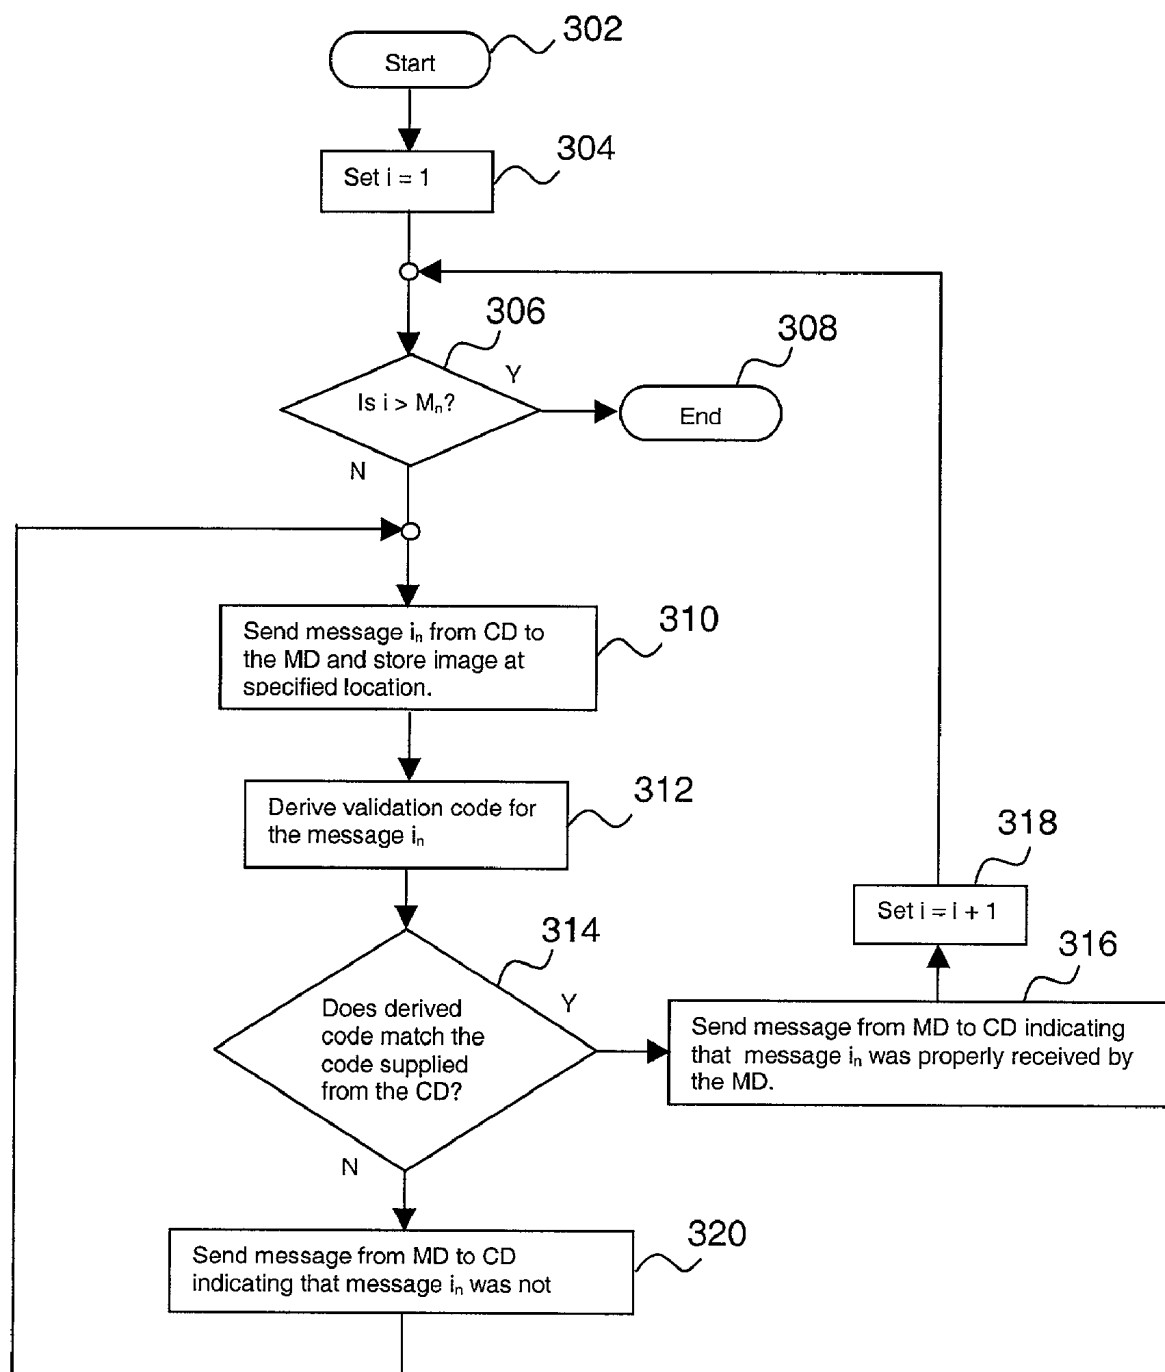 302
Start
304
Set i = 1
306
308
Y
Is i > Mₙ?
End
N
310
Send message iₙ from CD to
the MD and store image at
specified location.
312
Derive validation code for
the message iₙ
318
Set i = i + 1
314
316
Y
Does derived
code match the
code supplied
from the CD?
Send message from MD to CD indicating
that message iₙ was properly received by
the MD.
N
320
Send message from MD to CD
indicating that message iₙ was not